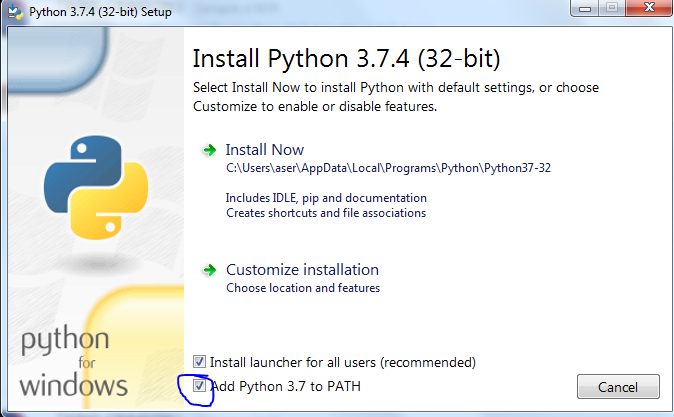 Python 3.7.4 (32-bit) Setup
Install Python 3.7.4 (32-bit)
Select Install Now to install Python with default settings, or choose
Customize to enable or disable features.
Install Now
C:\Users\aser\AppData\Local\Programs\Python\Python37-32
Includes IDLE, pip and documentation
Creates shortcuts and file associations
Customize installation
Choose location and features
python
for
windows
Install launcher for all users (recommended)
Add Python 3.7 to PATH
Cancel